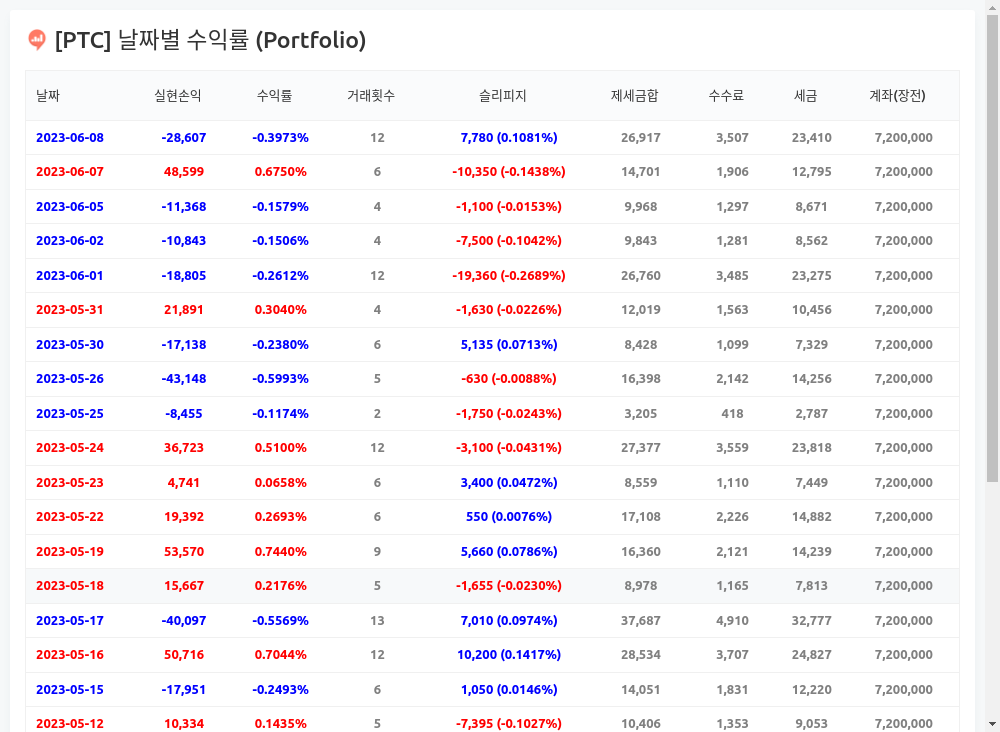 [PTC] 날짜별 수익률 (Portfolio)
날짜 실현손익 수익률 거래횟수 슬리피지 제세금합 수수료 세금 계좌(장전)
2023-06-08 -28,607 -0.3973% 12 7,780 (0.1081%) 26,917 3,507 23,410 7,200,000
2023-06-07 48,599 0.6750% 6 -10,350 (-0.1438%) 14,701 1,906 12,795 7,200,000
2023-06-05 -11,368 -0.1579% 4 -1,100 (-0.0153%) 9,968 1,297 8,671 7,200,000
2023-06-02 -10,843 -0.1506% 4 -7,500 (-0.1042%) 9,843 1,281 8,562 7,200,000
2023-06-01 -18,805 -0.2612% 12 -19,360 (-0.2689%) 26,760 3,485 23,275 7,200,000
2023-05-31 21,891 0.3040% 4 -1,630 (-0.0226%) 12,019 1,563 10,456 7,200,000
2023-05-30 -17,138 -0.2380% 6 5,135 (0.0713%) 8,428 1,099 7,329 7,200,000
2023-05-26 -43,148 -0.5993% 5 -630 (-0.0088%) 16,398 2,142 14,256 7,200,000
2023-05-25 -8,455 -0.1174% 2 -1,750 (-0.0243%) 3,205 418 2,787 7,200,000
2023-05-24 36,723 0.5100% 12 -3,100 (-0.0431%) 27,377 3,559 23,818 7,200,000
2023-05-23 4,741 0.0658% 6 3,400 (0.0472%) 8,559 1,110 7,449 7,200,000
2023-05-22 19,392 0.2693% 6 550 (0.0076%) 17,108 2,226 14,882 7,200,000
2023-05-19 53,570 0.7440% 9 5,660 (0.0786%) 16,360 2,121 14,239 7,200,000
2023-05-18 15,667 0.2176% 5 -1,655 (-0.0230%) 8,978 1,165 7,813 7,200,000
2023-05-17 -40,097 -0.5569% 13 7,010 (0.0974%) 37,687 4,910 32,777 7,200,000
2023-05-16 50,716 0.7044% 12 10,200 (0.1417%) 28,534 3,707 24,827 7,200,000
2023-05-15 -17,951 -0.2493% 6 1,050 (0.0146%) 14,051 1,831 12,220 7,200,000
2023-05-12 10,334 0.1435% 5 -7,395 (-0.1027%) 10,406 1,353 9,053 7,200,000